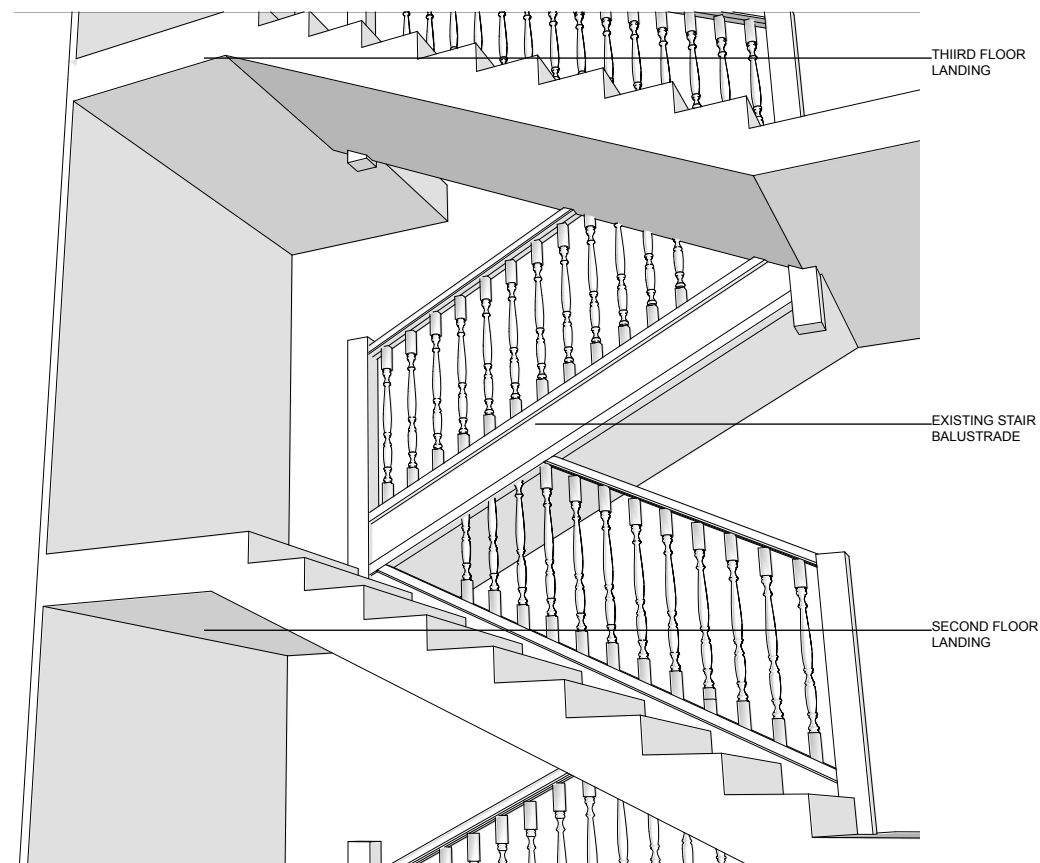 THIIRD FLOOR
LANDING
EXISTING STAIR
BALUSTRADE
SECOND FLOOR
LANDING